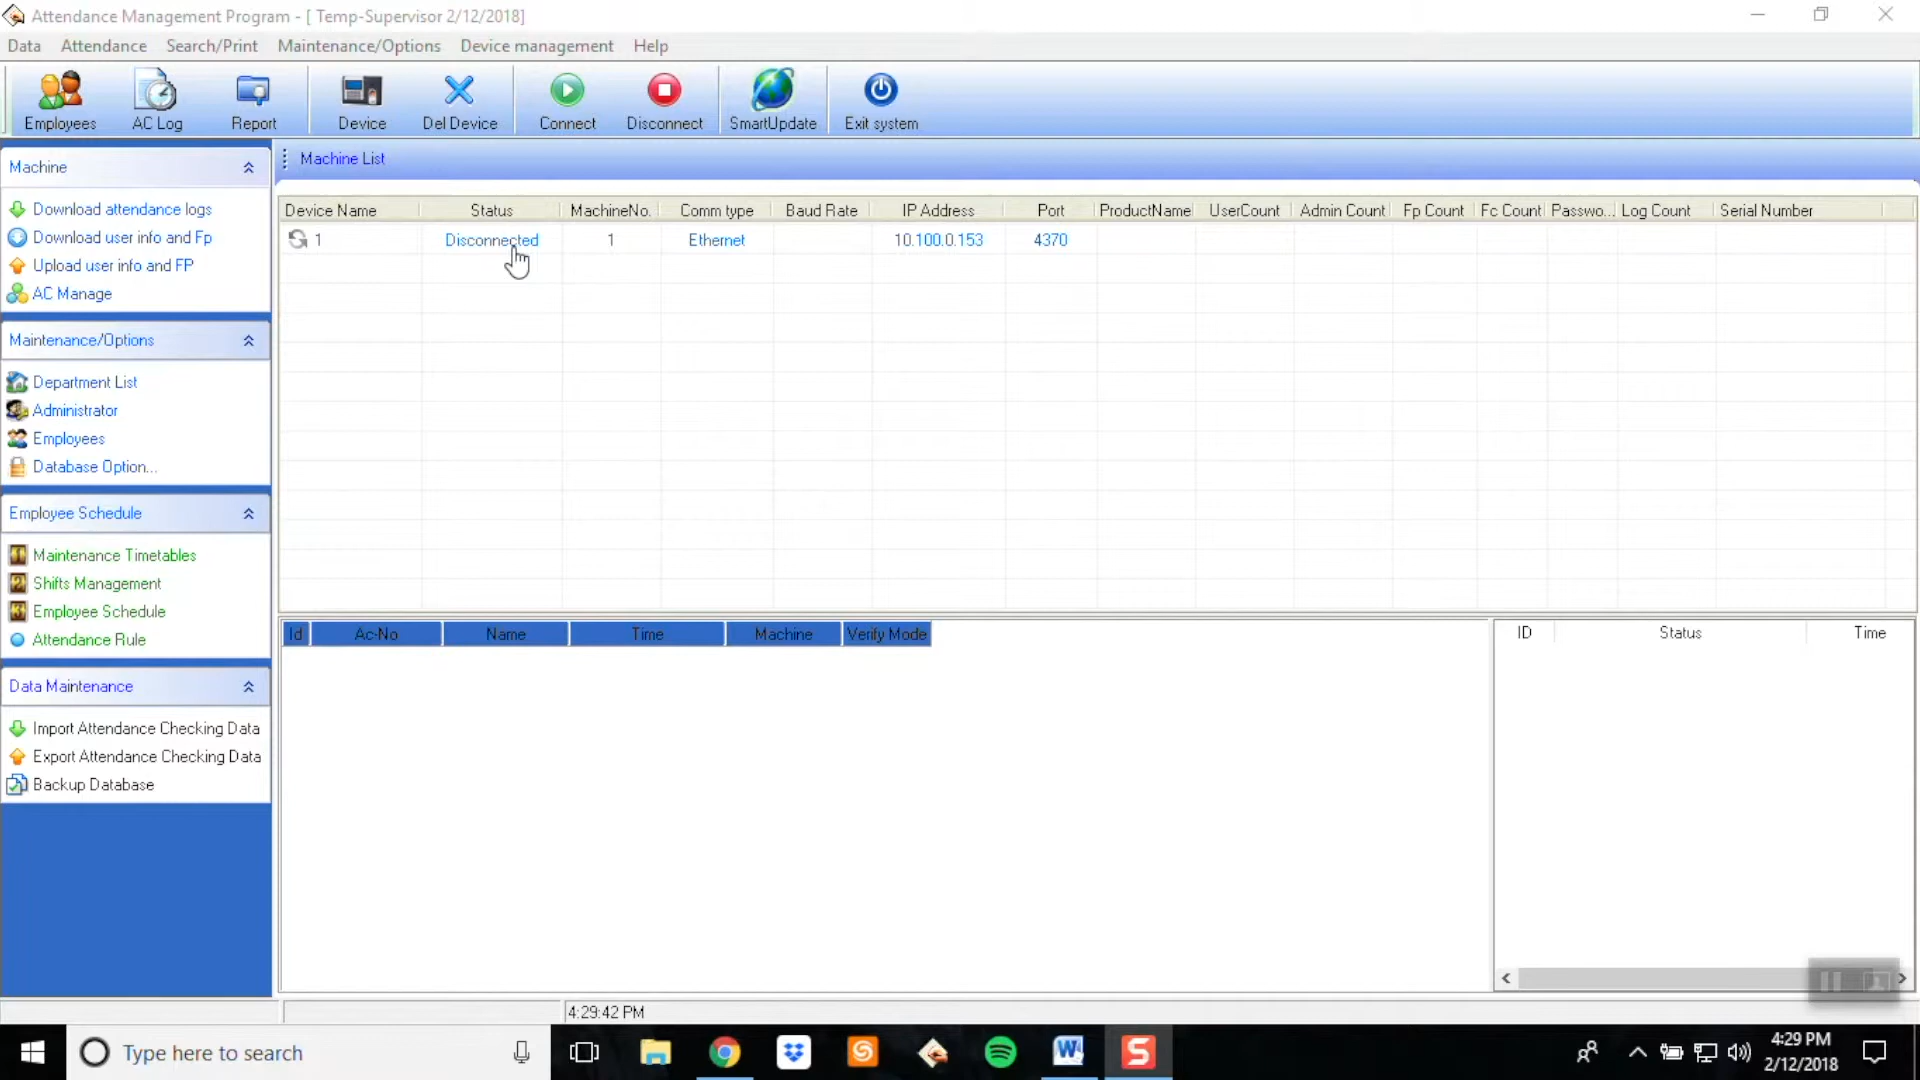 Attendance Management Program - [ Temp-Supervisor 2/12/2018]
Data Attendance Search/Print Maintenance/Options Device management Help
Employees AC Log Report Device Del Device Connect Disconnect SmartUpdate Exit system
Machine
Download attendance logs
Download user info and Fp
Upload user info and FP
AC Manage
Maintenance/Options
Department List
Administrator
Employees
Database Option...
Employee Schedule
1 Maintenance Timetables
2 Shifts Management
3 Employee Schedule
Attendance Rule
Data Maintenance
Import Attendance Checking Data
Export Attendance Checking Data
Backup Database
Machine List
Device Name Status MachineNo. Comm type Baud Rate IP Address Port ProductName UserCount Admin Count Fp Count Fc Count Passwo... Log Count Serial Number
1 Disconnected 1 Ethernet 10.100.0.153 4370
Id Ac-No Name Time Machine Verify Mode
ID Status Time
4:29:42 PM
Type here to search
4:29 PM
2/12/2018